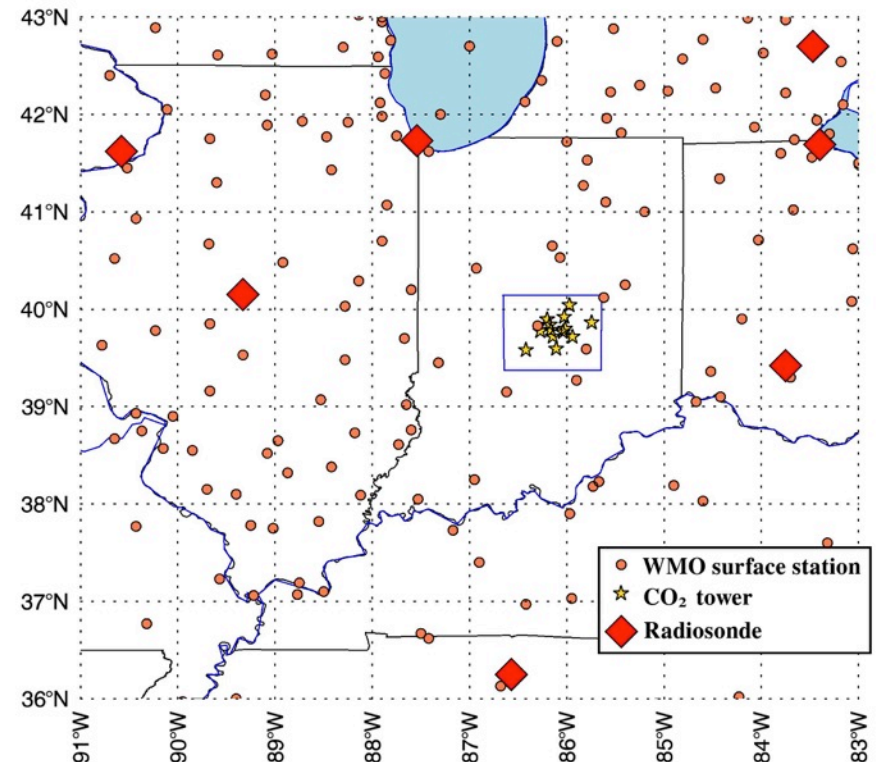 43°N
42°N
41°N
40°N
39°N
38°N
37°N
36°N
WMO surface station
CO₂ tower
Radiosonde
91°W
90°W
89°W
88°W
87°W
86°W
85°W
84°W
83°W